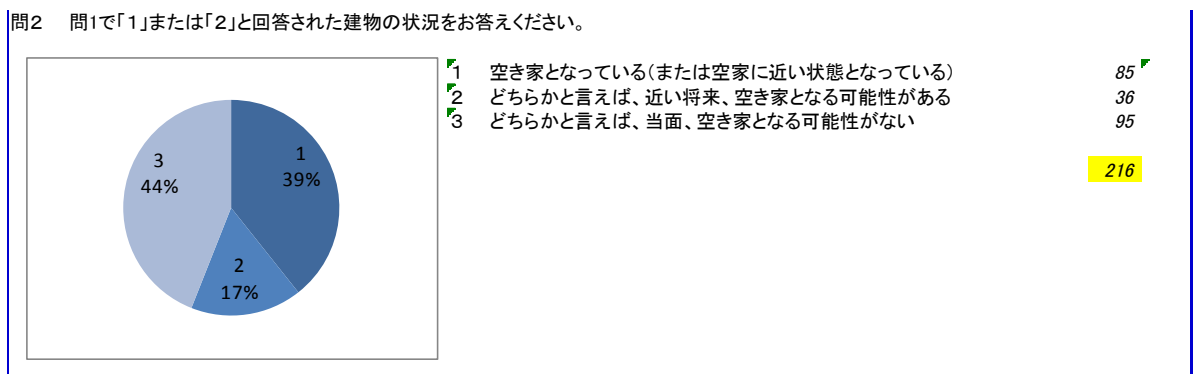 問2　問1で「1」または「2」と回答された建物の状況をお答えください。
1　空き家となっている（または空家に近い状態となっている）　85
2　どちらかと言えば、近い将来、空き家となる可能性がある　36
3　どちらかと言えば、当面、空き家となる可能性がない　95
216
1
39%
2
17%
3
44%